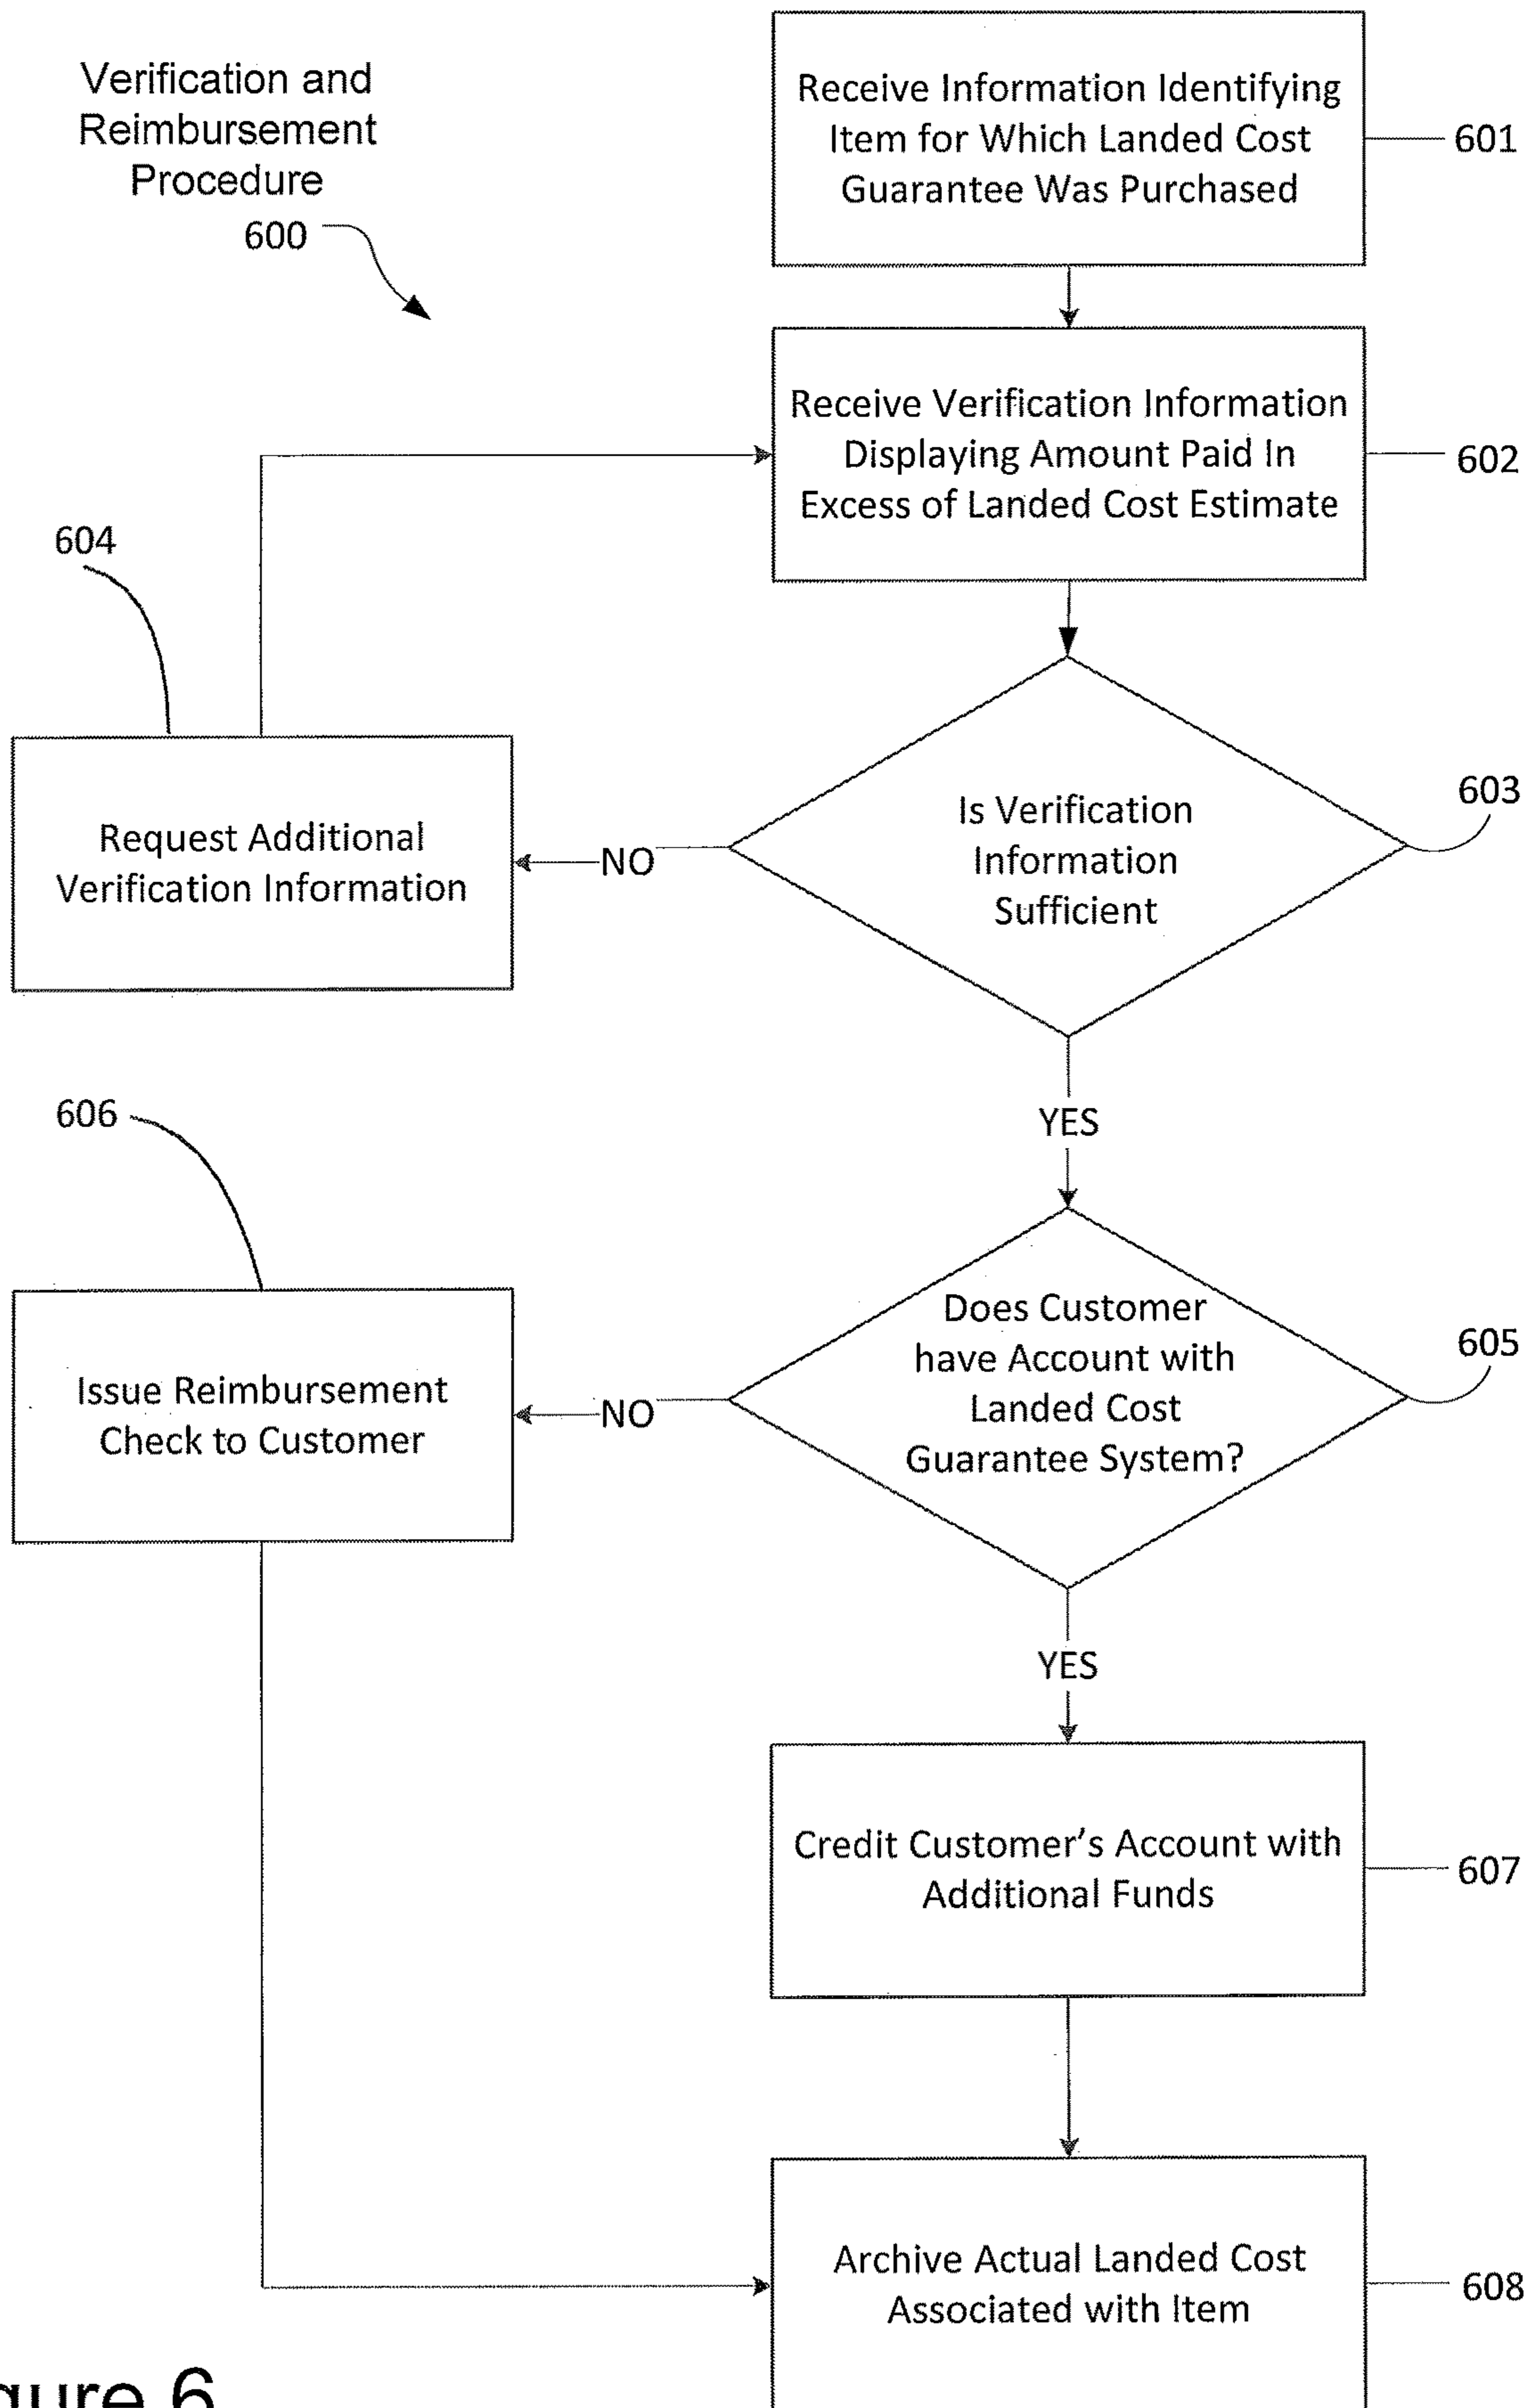 Verification and
Reimbursement
Procedure
600
Receive Information Identifying
Item for Which Landed Cost
Guarantee Was Purchased
601
Receive Verification Information
Displaying Amount Paid In
Excess of Landed Cost Estimate
602
604
603
Is Verification
Information
Sufficient
Request Additional
Verification Information
NO
YES
606
Does Customer
have Account with
Landed Cost
Guarantee System?
605
Issue Reimbursement
Check to Customer
NO
YES
Credit Customer's Account with
Additional Funds
607
Archive Actual Landed Cost
Associated with Item
608
gure 6